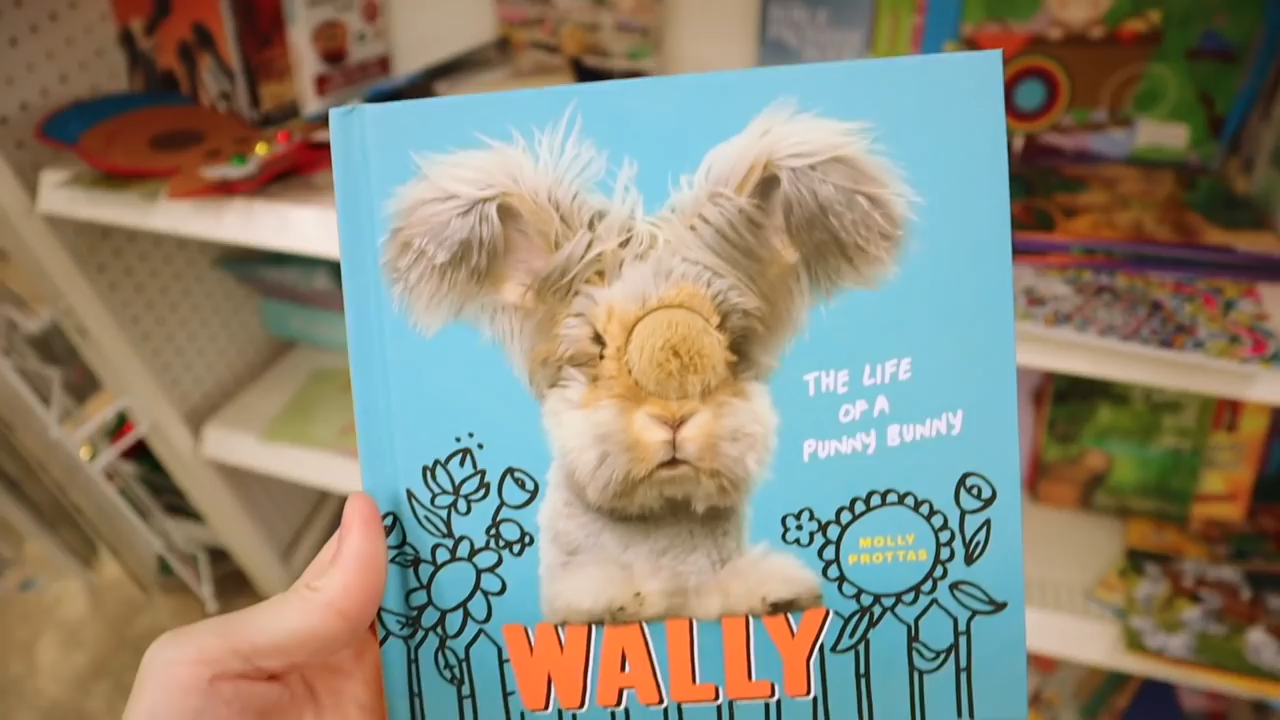 THE LIFE
OF A
PUNNY BUNNY
MOLLY
PROTTAS
WALLY